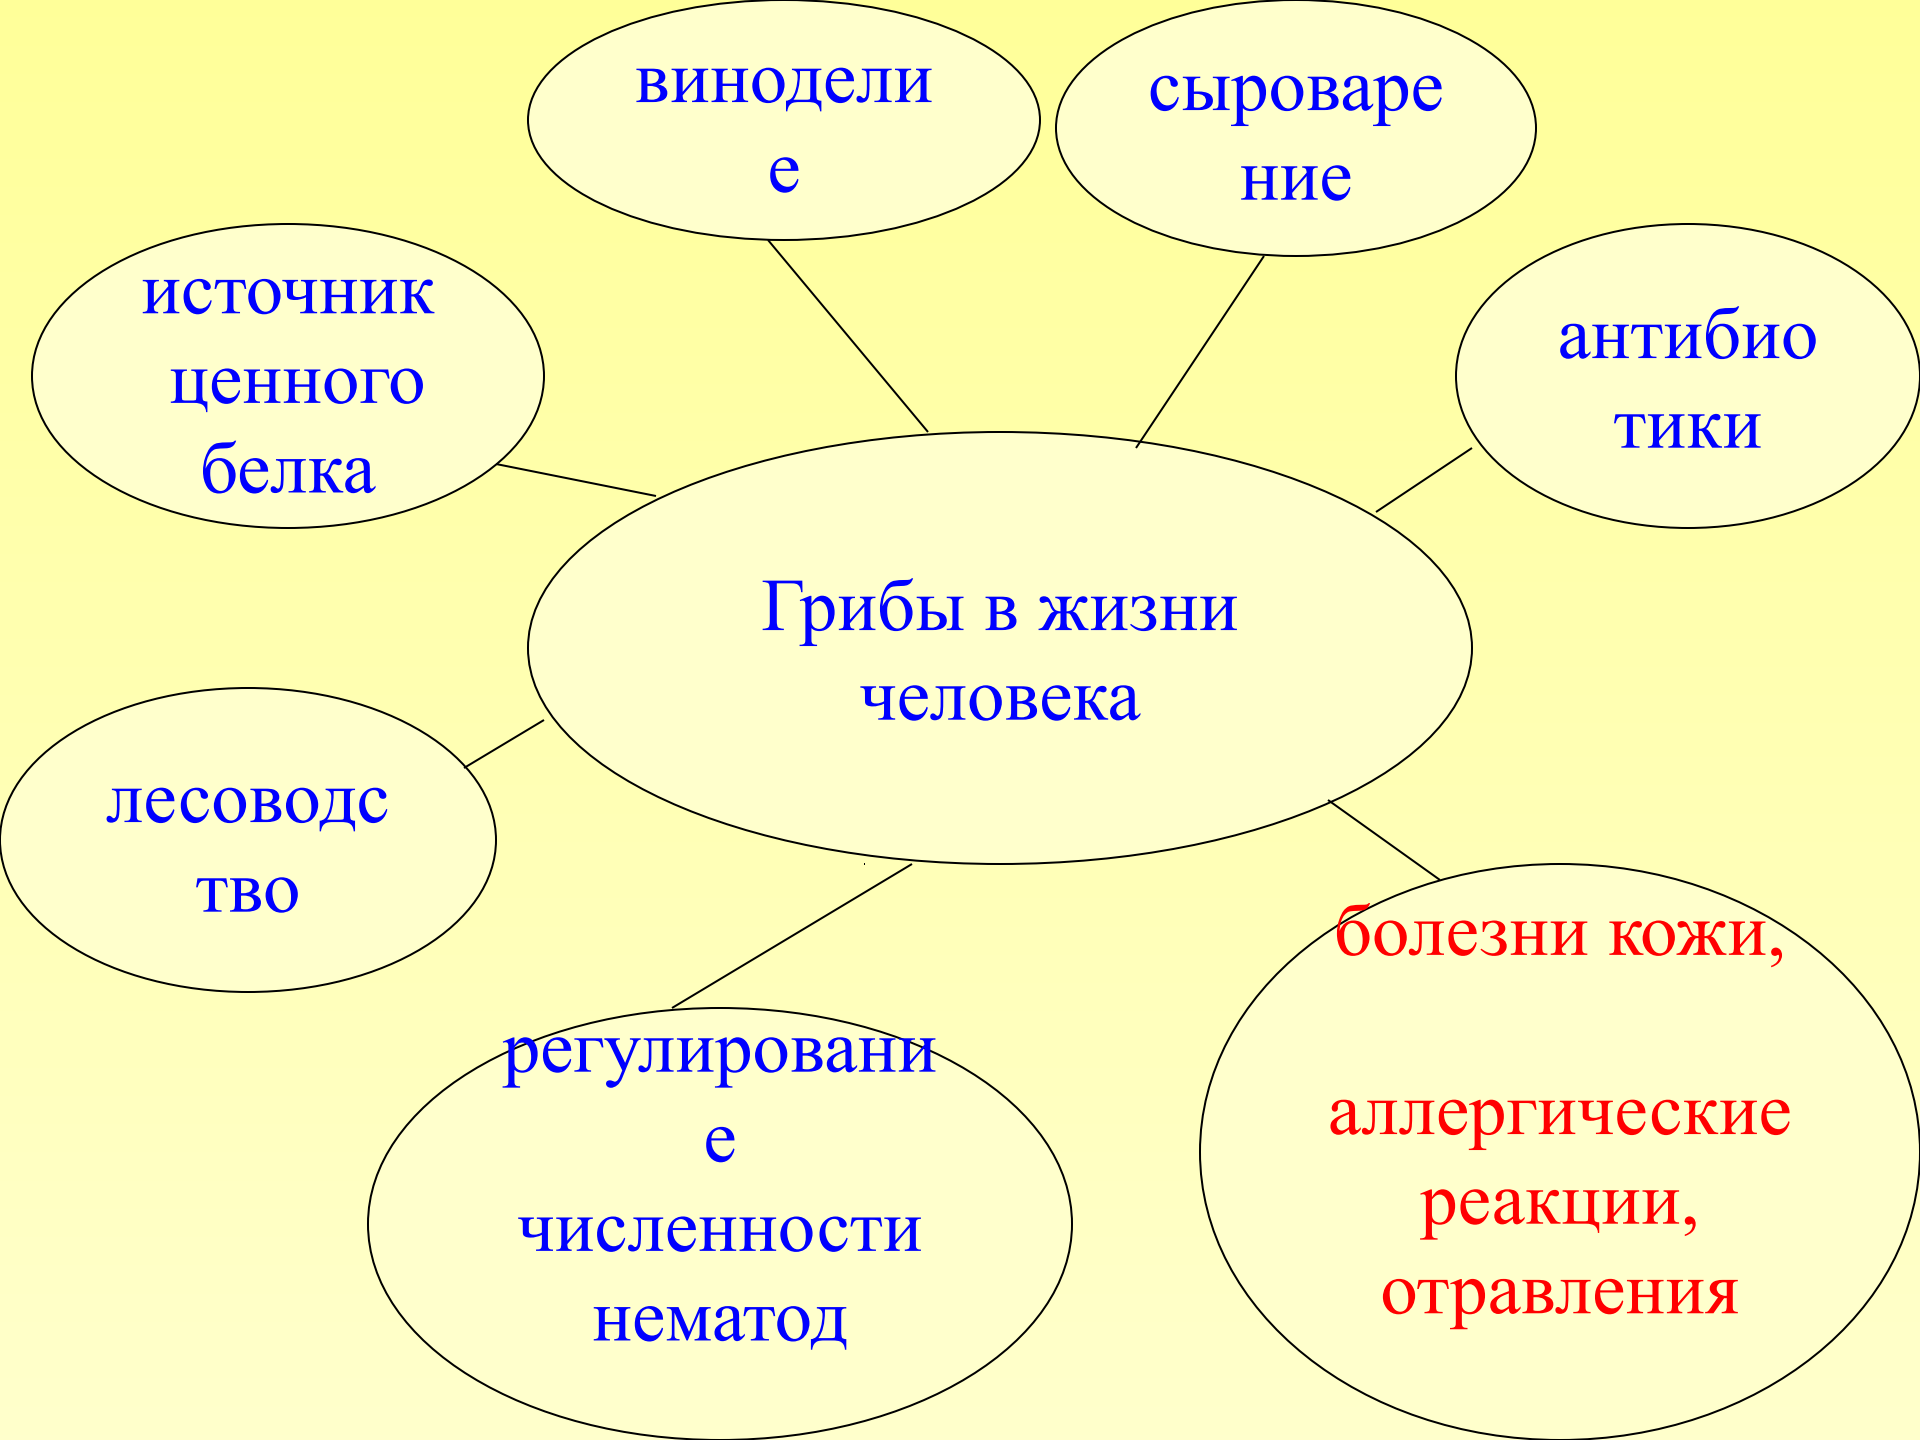 винодели
е
сыроваре
ние
источник
ценного
белка
антибио
тики
Грибы в жизни
человека
лесоводс
тво
болезни кожи,
аллергические
реакции,
отравления
регулировани
е
численности
нематод